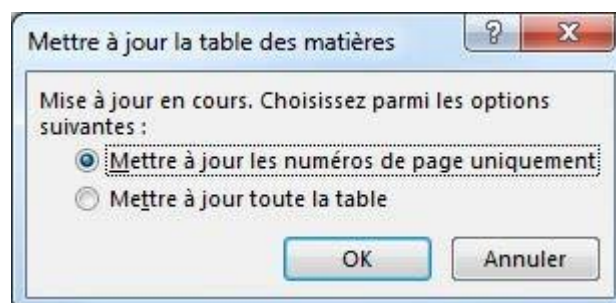 Mettre à jour la table des matières
?
Mise à jour en cours. Choisissez parmi les options
suivantes :
Mettre à jour les numéros de page uniquement
Mettre à jour toute la table
OK
Annuler